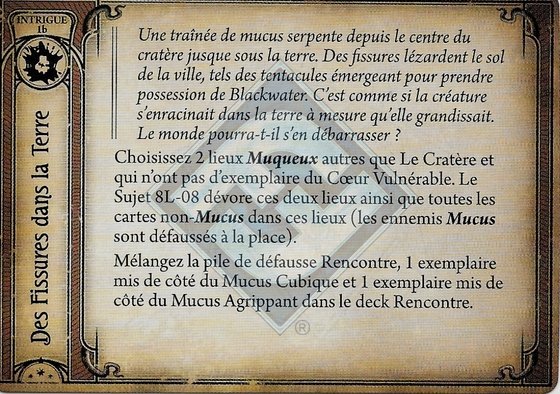 INTRIGUE
1b
Des Fissures dans la Terre
Une traînée de mucus serpente depuis le centre du
cratère jusque sous la terre. Des fissures lézardent le sol
de la ville, tels des tentacules émergeant pour prendre
possession de Blackwater. C'est comme si la créature
s'enracinait dans la terre à mesure qu'elle grandissait.
Le monde pourra-t-il s'en débarrasser ?
Choisissez 2 lieux Muqueux autres que Le Cratère et
qui n'ont pas d'exemplaire du Cœur Vulnérable. Le
Sujet 8L-08 dévore ces deux lieux ainsi que toutes les
cartes non-Mucus dans ces lieux (les ennemis Mucus
sont défaussés à la place).
Mélangez la pile de défausse Rencontre, 1 exemplaire
mis de côté du Mucus Cubique et 1 exemplaire mis de
côté du Mucus Agrippant dans le deck Rencontre.
®